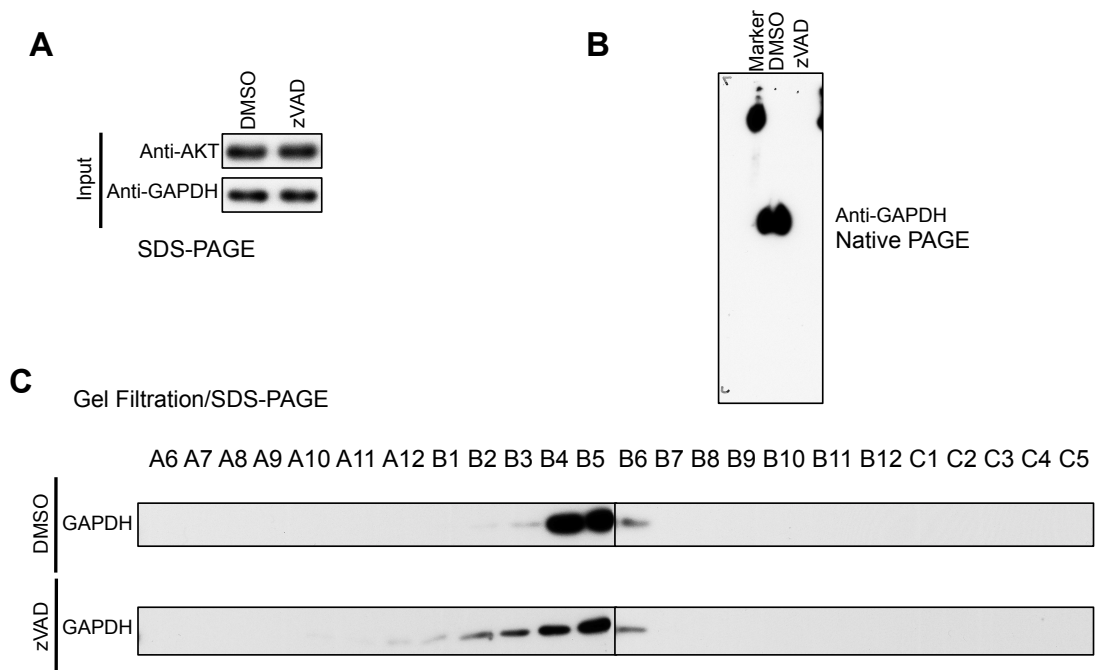 A
DMSO
zVAD
Input
Anti-AKT
Anti-GAPDH
SDS-PAGE
B
Marker
DMSO
zVAD
Anti-GAPDH
Native PAGE
C
Gel Filtration/SDS-PAGE
A6 A7 A8 A9 A10 A11 A12 B1 B2 B3 B4 B5 B6 B7 B8 B9 B10 B11 B12 C1 C2 C3 C4 C5
DMSO
GAPDH
zVAD
GAPDH